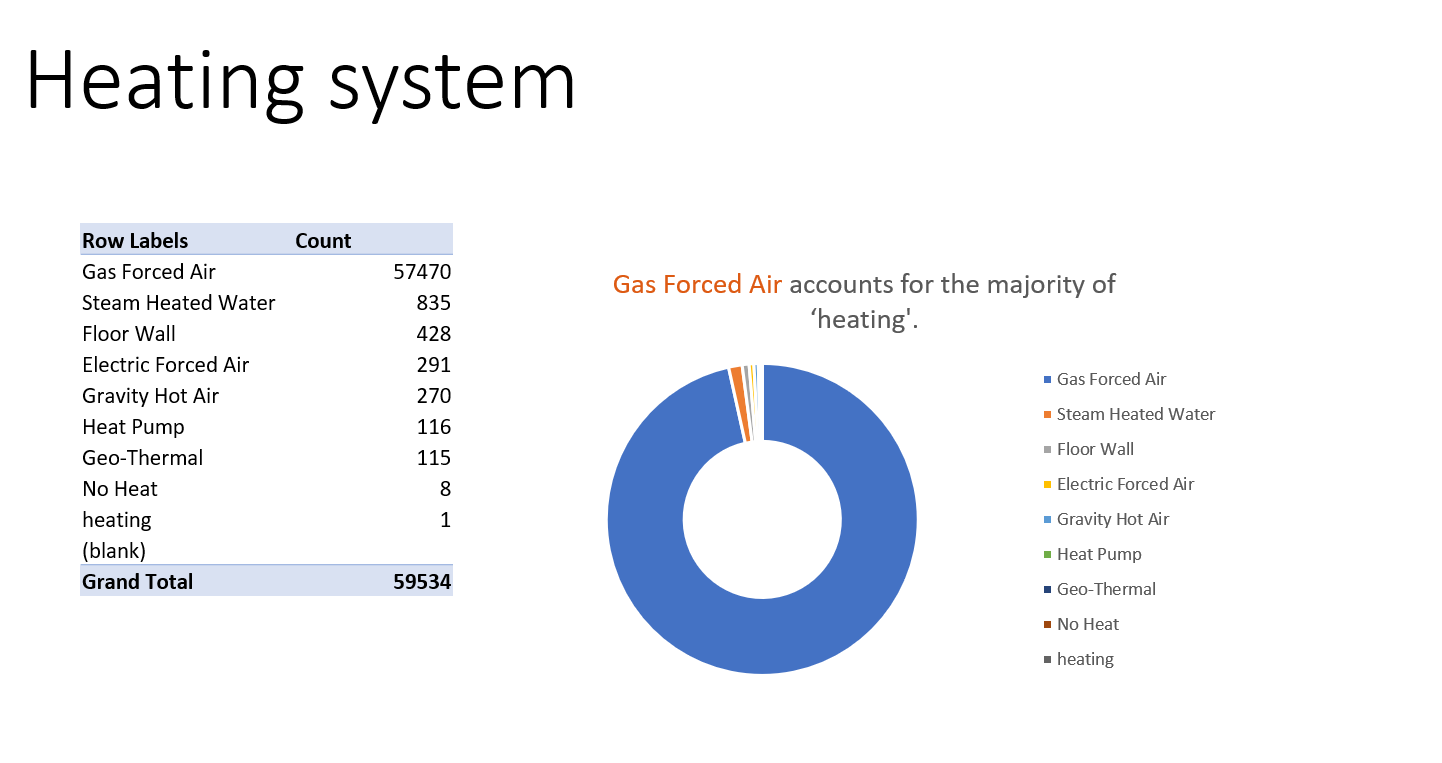 Heating system
Row Labels Count
Gas Forced Air 57470
Steam Heated Water 835
Floor Wall 428
Electric Forced Air 291
Gravity Hot Air 270
Heat Pump 116
Geo-Thermal 115
No Heat 8
heating 1
(blank)
Grand Total 59534
Gas Forced Air accounts for the majority of
‘heating'.
Gas Forced Air
Steam Heated Water
Floor Wall
Electric Forced Air
Gravity Hot Air
Heat Pump
Geo-Thermal
No Heat
heating